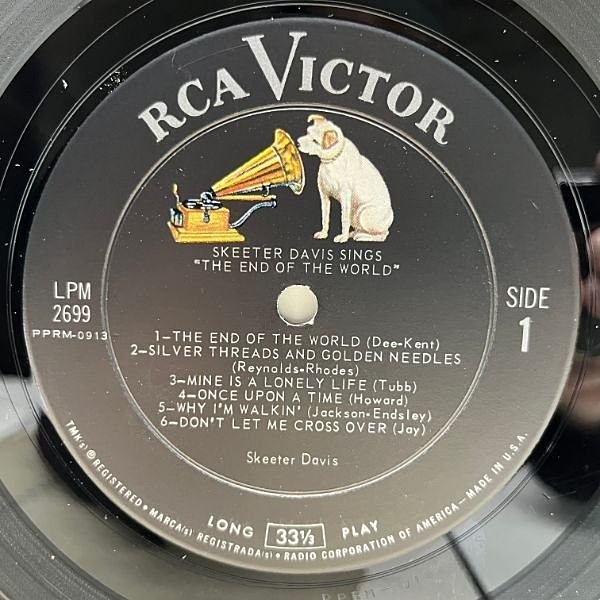 RCA VICTOR
SKEETER DAVIS SINGS
"THE END OF THE WORLD"
LPM
2699
PPRM-0913
SIDE
1
1—THE END OF THE WORLD (Dee-Kent)
2—SILVER THREADS AND GOLDEN NEEDLES
(Reynolds-Rhodes)
3—MINE IS A LONELY LIFE (Tubb)
4—ONCE UPON A TIME (Howard)
5—WHY I'M WALKIN' (Jackson-Endsley)
6—DON'T LET ME CROSS OVER (Jay)
Skeeter Davis
LONG 33⅓ PLAY
TMK(s) ® REGISTERED • MARCA(s) REGISTRADA(s) • RADIO CORPORATION OF AMERICA—MADE IN U.S.A.